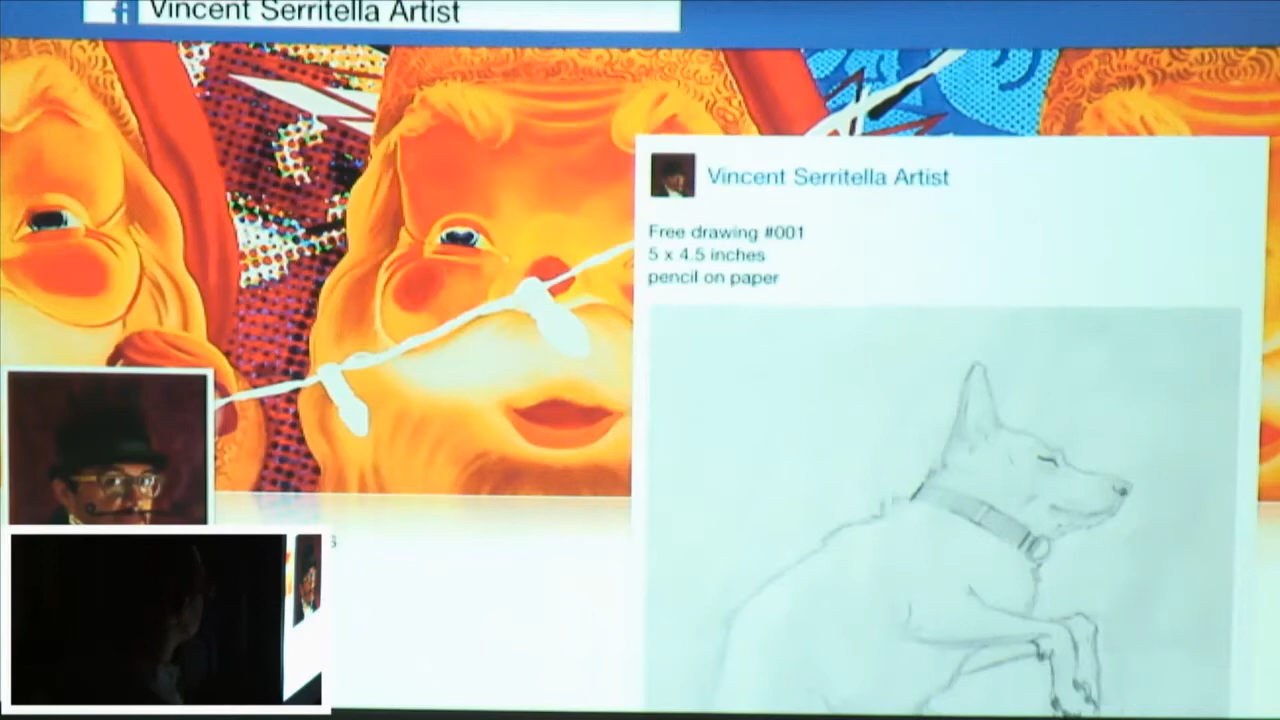 Vincent Serritella Artist
Vincent Serritella Artist
Free drawing #001
5 x 4.5 inches
pencil on paper